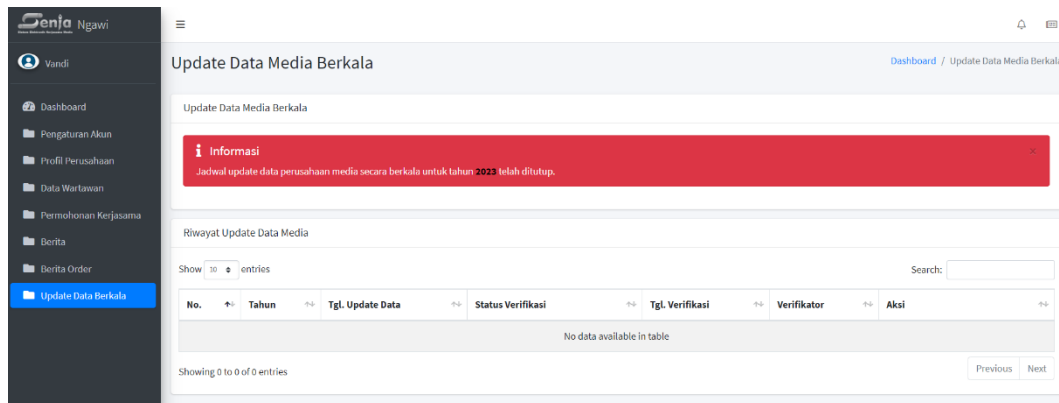 Senja Ngawi
Vandi
Dashboard
Pengaturan Akun
Profil Perusahaan
Data Wartawan
Permohonan Kerjasama
Berita
Berita Order
Update Data Berkala
Update Data Media Berkala
Dashboard / Update Data Media Berkala
Update Data Media Berkala
Informasi
×
Jadwal update data perusahaan media secara berkala untuk tahun 2023 telah ditutup.
Riwayat Update Data Media
Show 10 entries
Search:
No. Tahun Tgl. Update Data Status Verifikasi Tgl. Verifikasi Verifikator Aksi
No data available in table
Showing 0 to 0 of 0 entries
Previous Next